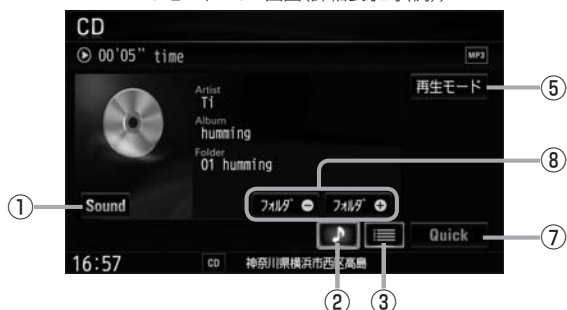 CD
00'05" time
MP3
Artist
Ti
再生モード
⑤
Album
humming
Folder
01 humming
⑧
①
Sound
フォルダ ⊖
フォルダ ⊕
♪
Quick
⑦
16:57
CD
神奈川県横浜市西区高島
②
③